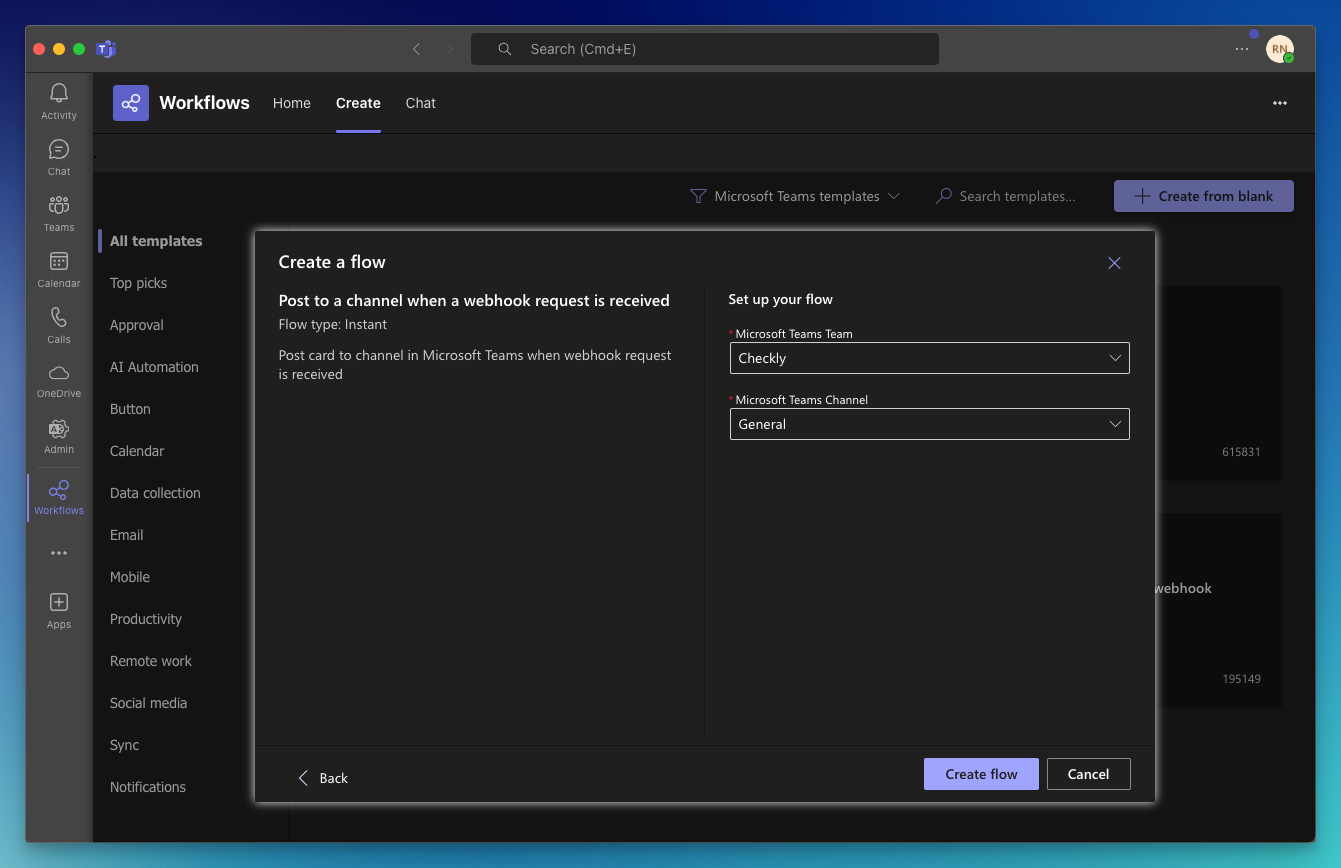 Search (Cmd+E)
RN
Activity
Chat
Teams
Calendar
Calls
OneDrive
Admin
Workflows
Apps
Workflows
Home
Create
Chat
Microsoft Teams templates
Search templates...
Create from blank
All templates
Top picks
Approval
AI Automation
Button
Calendar
Data collection
Email
Mobile
Productivity
Remote work
Social media
Sync
Notifications
615831
webhook
195149
Create a flow
Post to a channel when a webhook request is received
Flow type: Instant
Post card to channel in Microsoft Teams when webhook request
is received
Set up your flow
* Microsoft Teams Team
Checkly
* Microsoft Teams Channel
General
Back
Create flow
Cancel